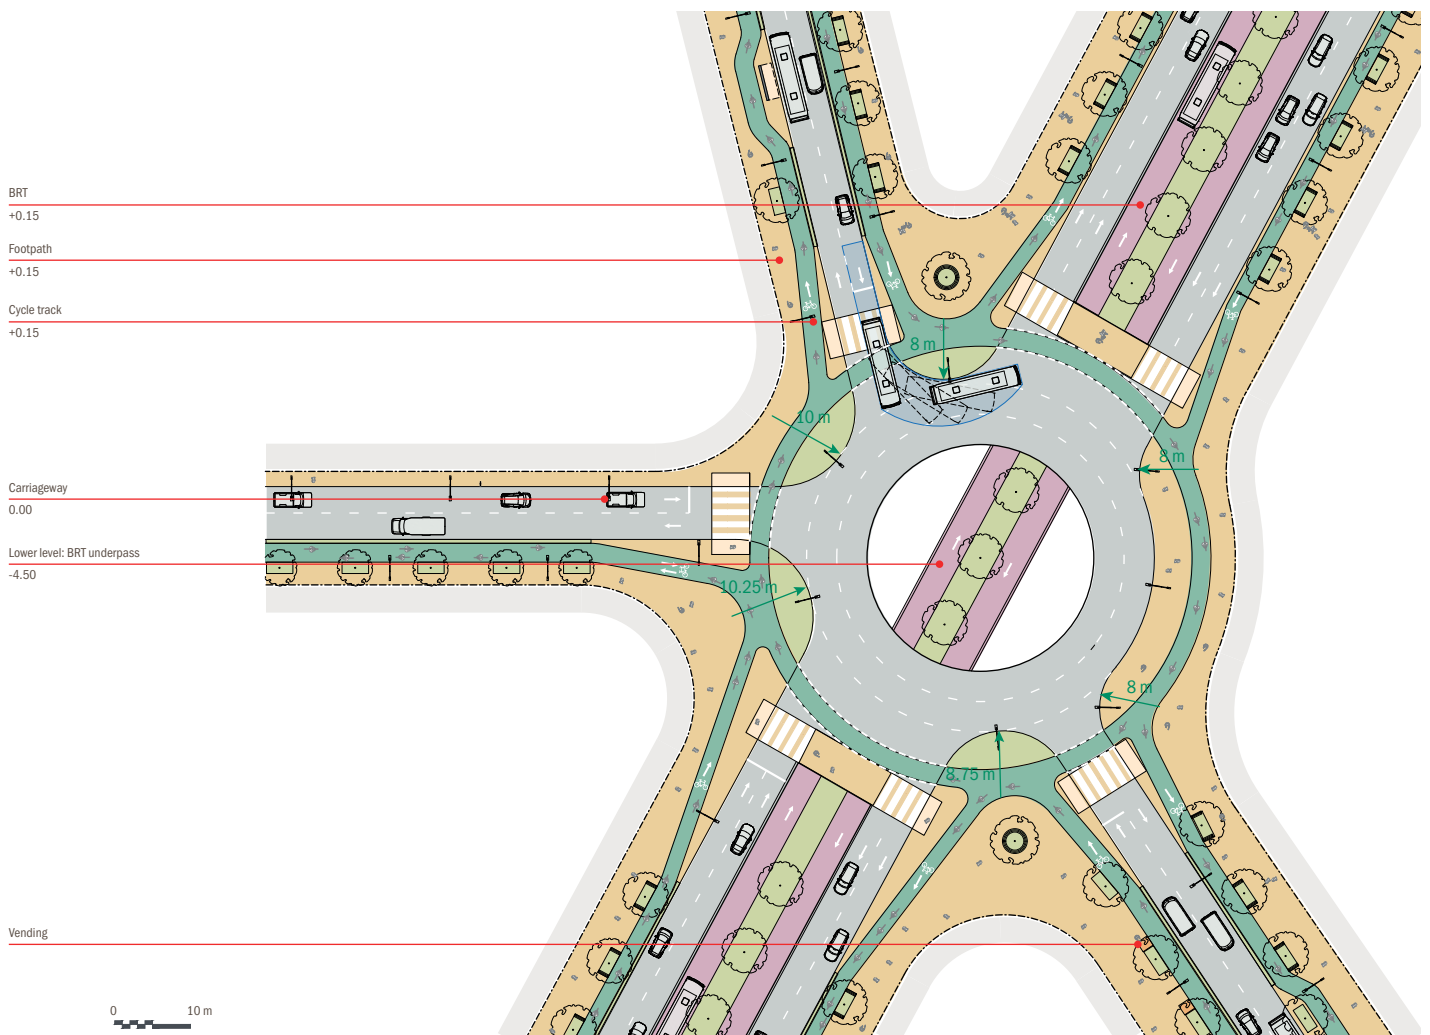 BRT
+0.15
Footpath
+0.15
Cycle track
+0.15
8 m
10 m
8 m
Carriageway
0.00
Lower level: BRT underpass
-4.50
10.25 m
8 m
8.75 m
Vending
0 10 m